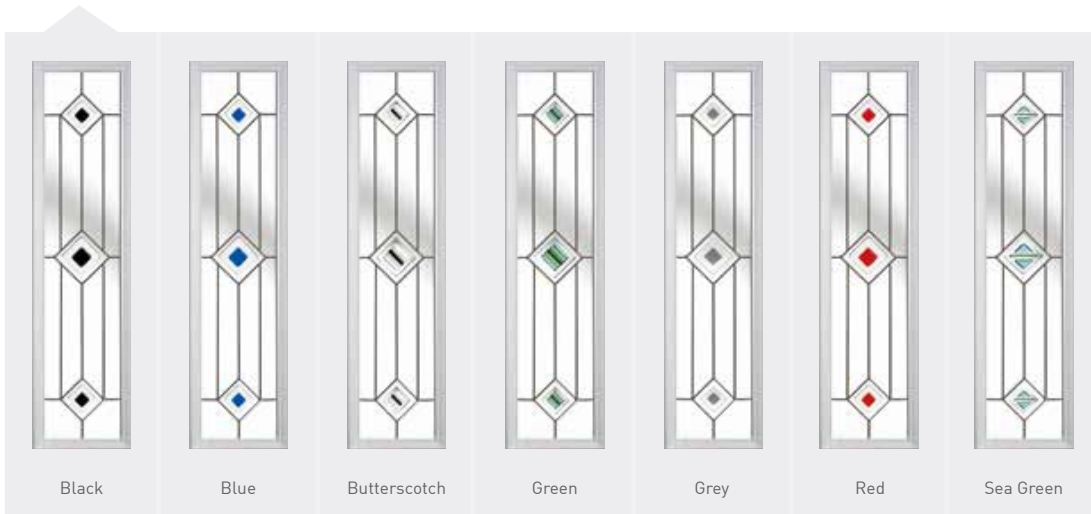 Black
Blue
Butterscotch
Green
Grey
Red
Sea Green